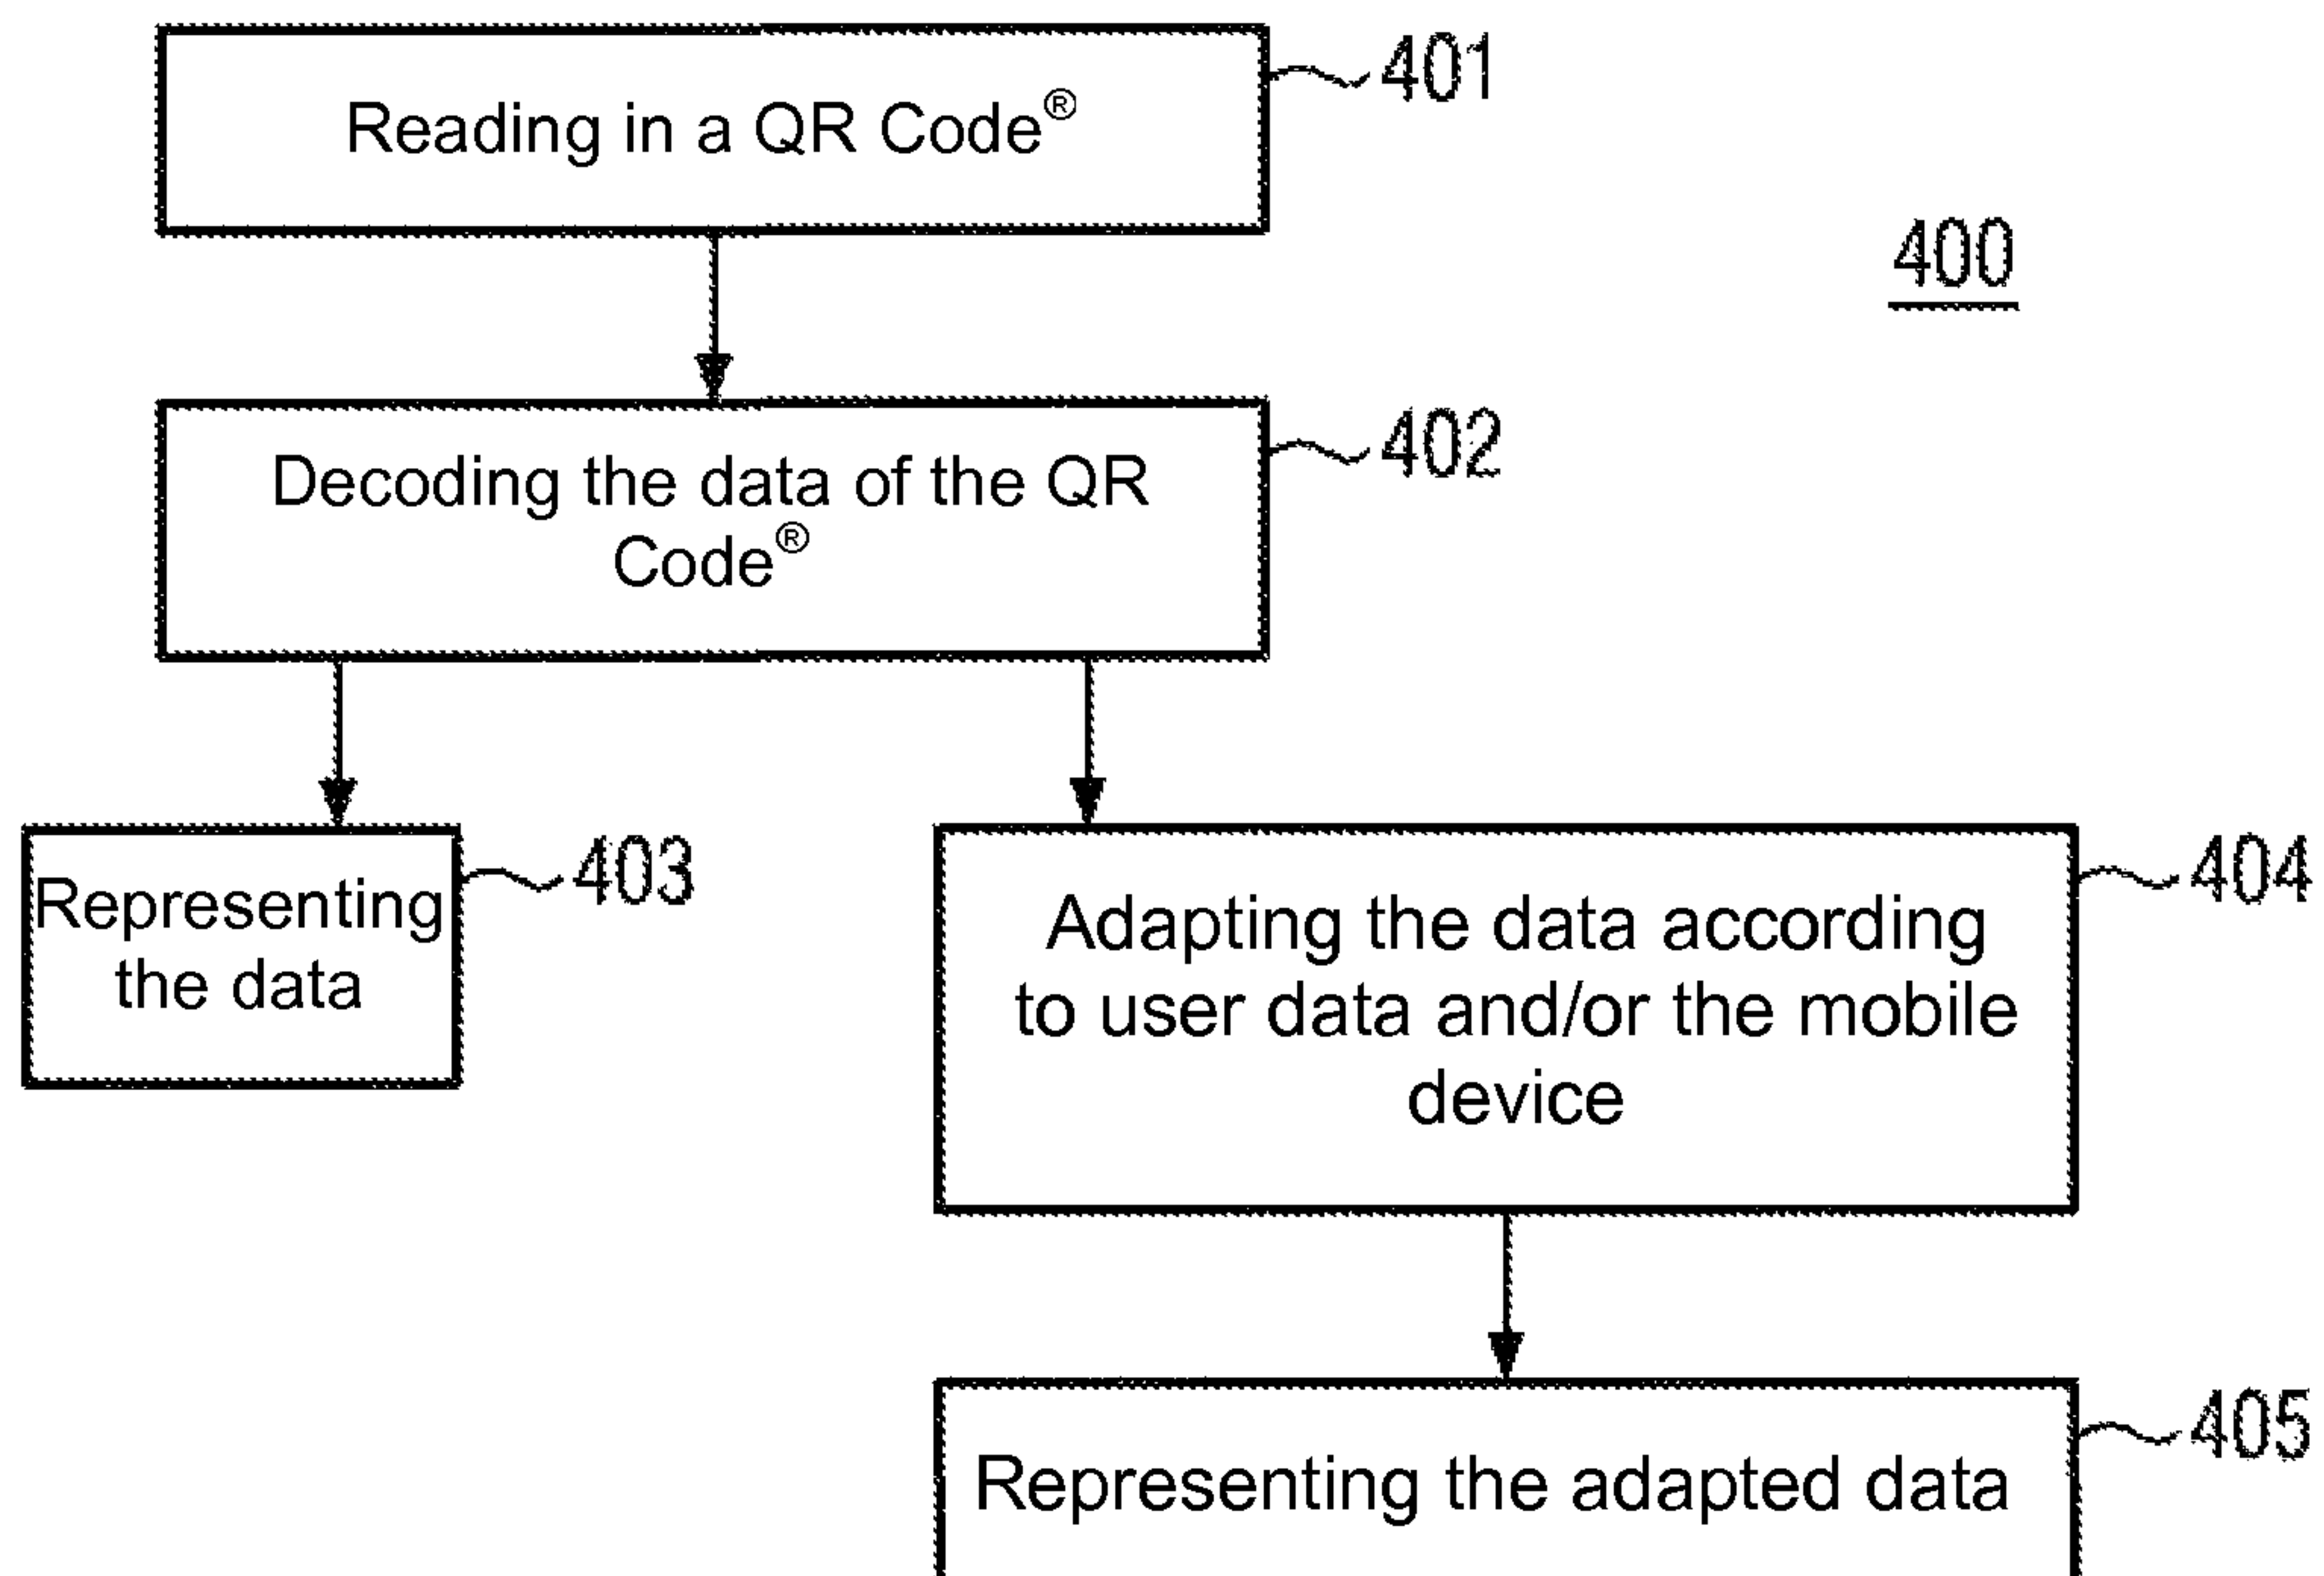 Reading in a QR Code®
401
400
Decoding the data of the QR
Code®
402
Representing
the data
403
Adapting the data according
to user data and/or the mobile
device
404
Representing the adapted data
405